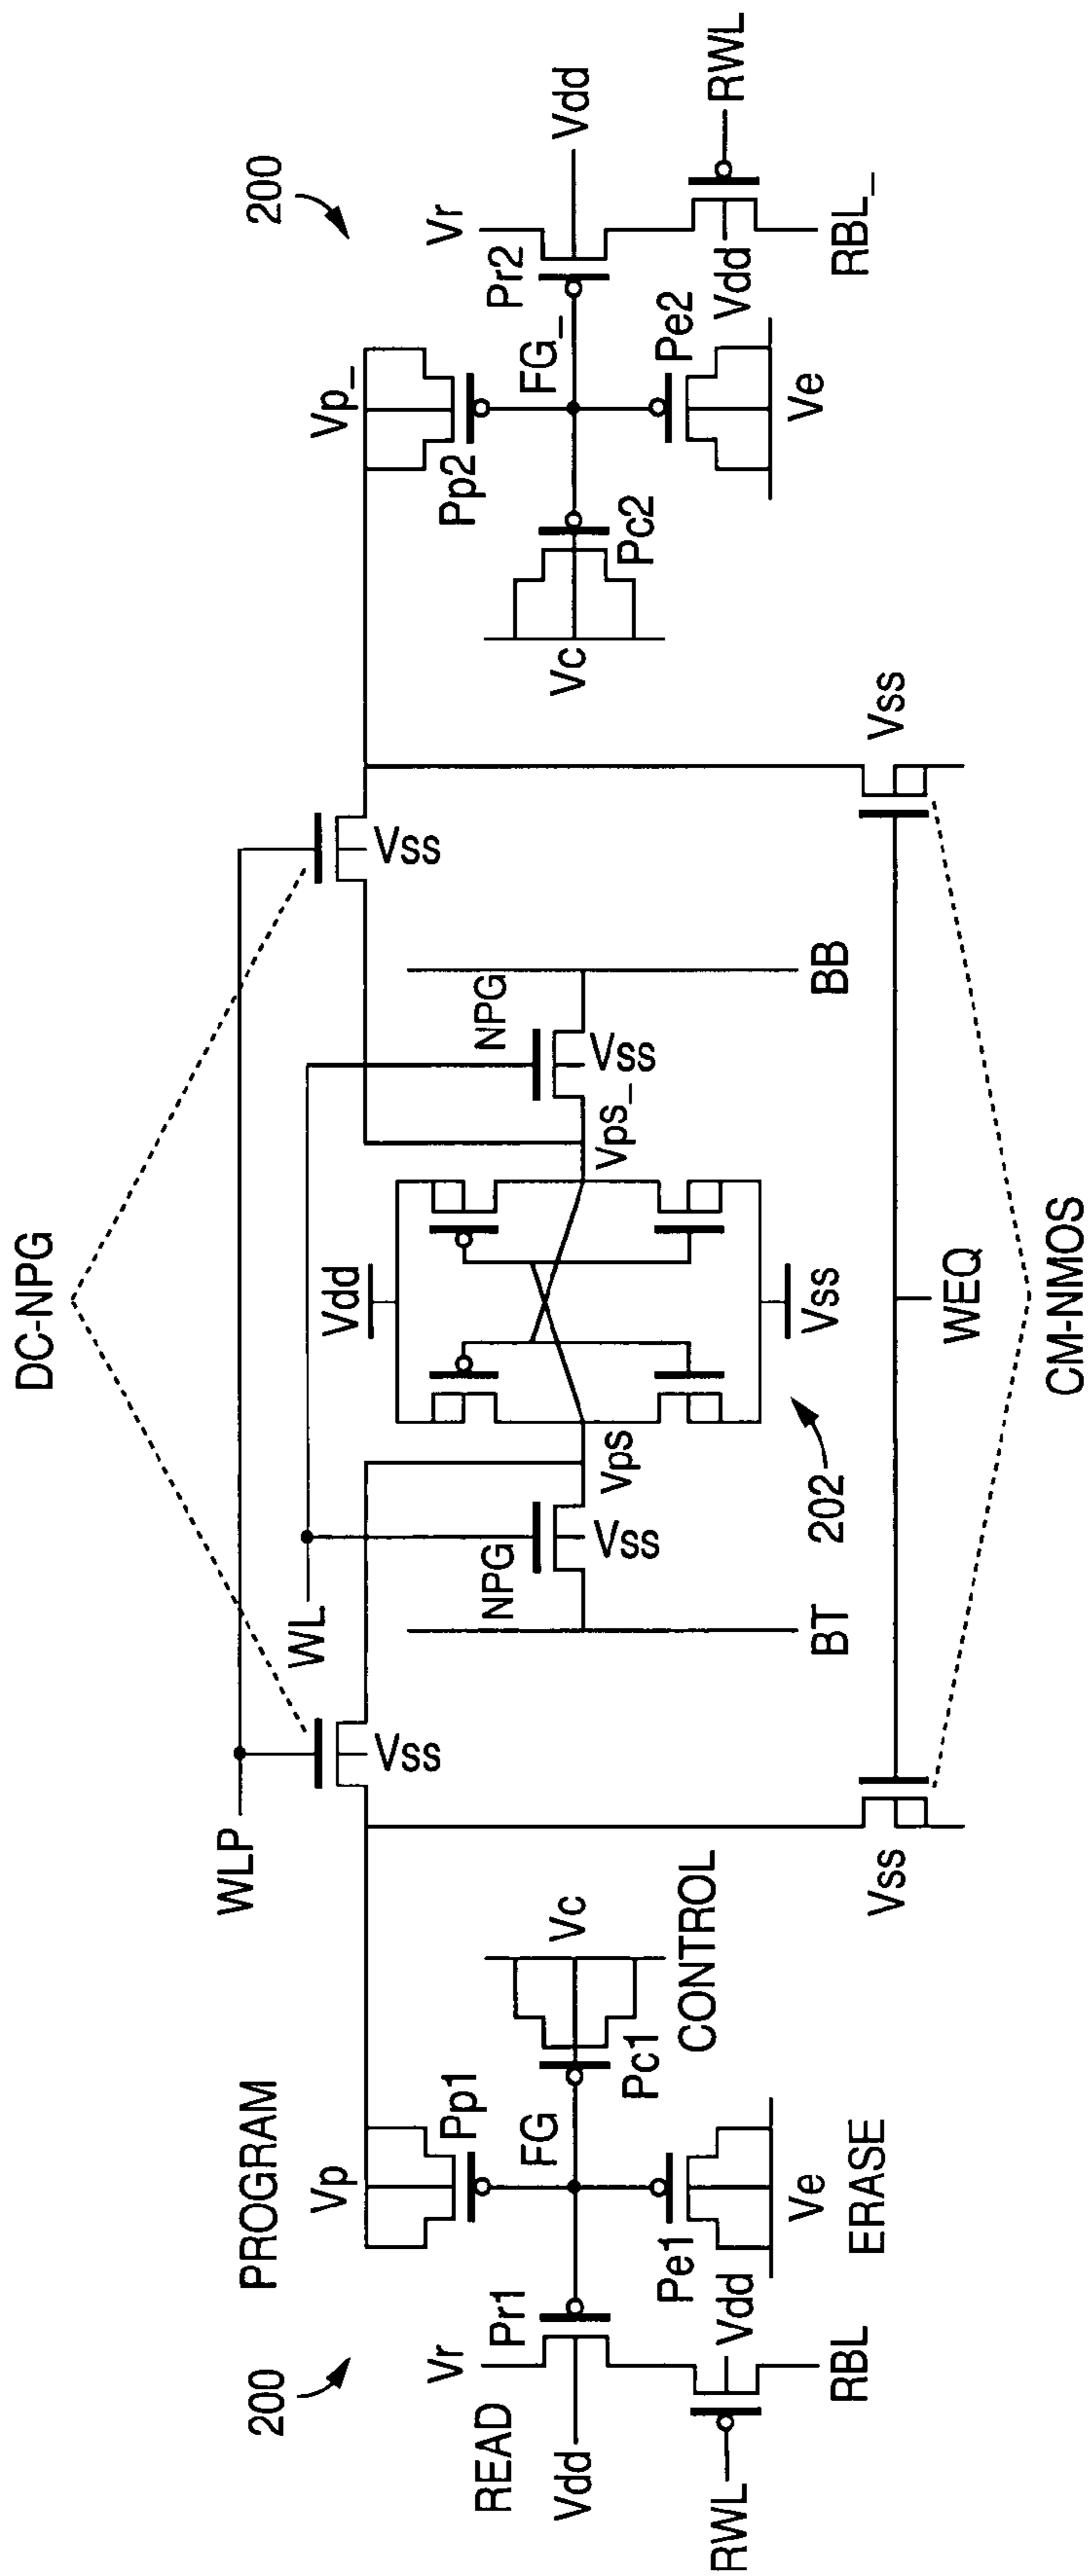 DC-NPG
PROGRAM
WLP
200
200
WL
Vp
Vp_
Vss
Vss
Vdd
Pp1
Pp2
NPG
NPG
Vr
Vr
READ
Pr1
Pr2
FG
FG_
Vdd
Vdd
Vc
Vc
Vss
Vss
Vps
Vps_
Pe1
Pc1
Pc2
Pe2
CONTROL
RWL
RWL
Vdd
Vdd
Ve
Ve
Vss
202
BT
BB
RBL
RBL_
ERASE
Vss
Vss
WEQ
CM-NMOS